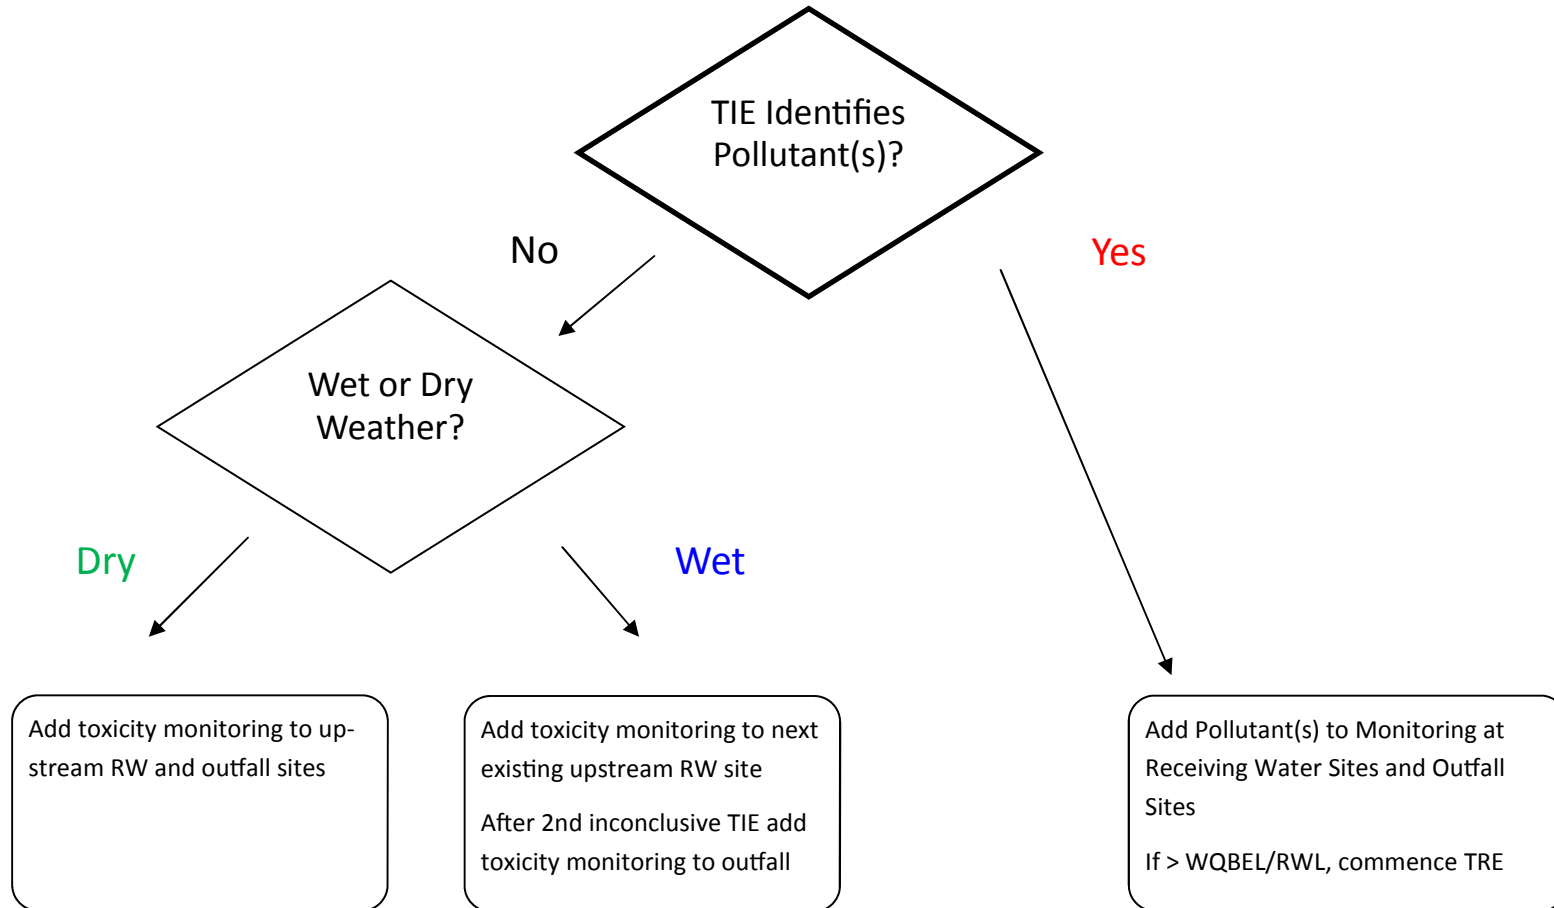 TIE Identifies
Pollutant(s)?
No
Yes
Wet or Dry
Weather?
Dry
Wet
Add toxicity monitoring to up-
stream RW and outfall sites
Add toxicity monitoring to next
existing upstream RW site
After 2nd inconclusive TIE add
toxicity monitoring to outfall
Add Pollutant(s) to Monitoring at
Receiving Water Sites and Outfall
Sites
If > WQBEL/RWL, commence TRE